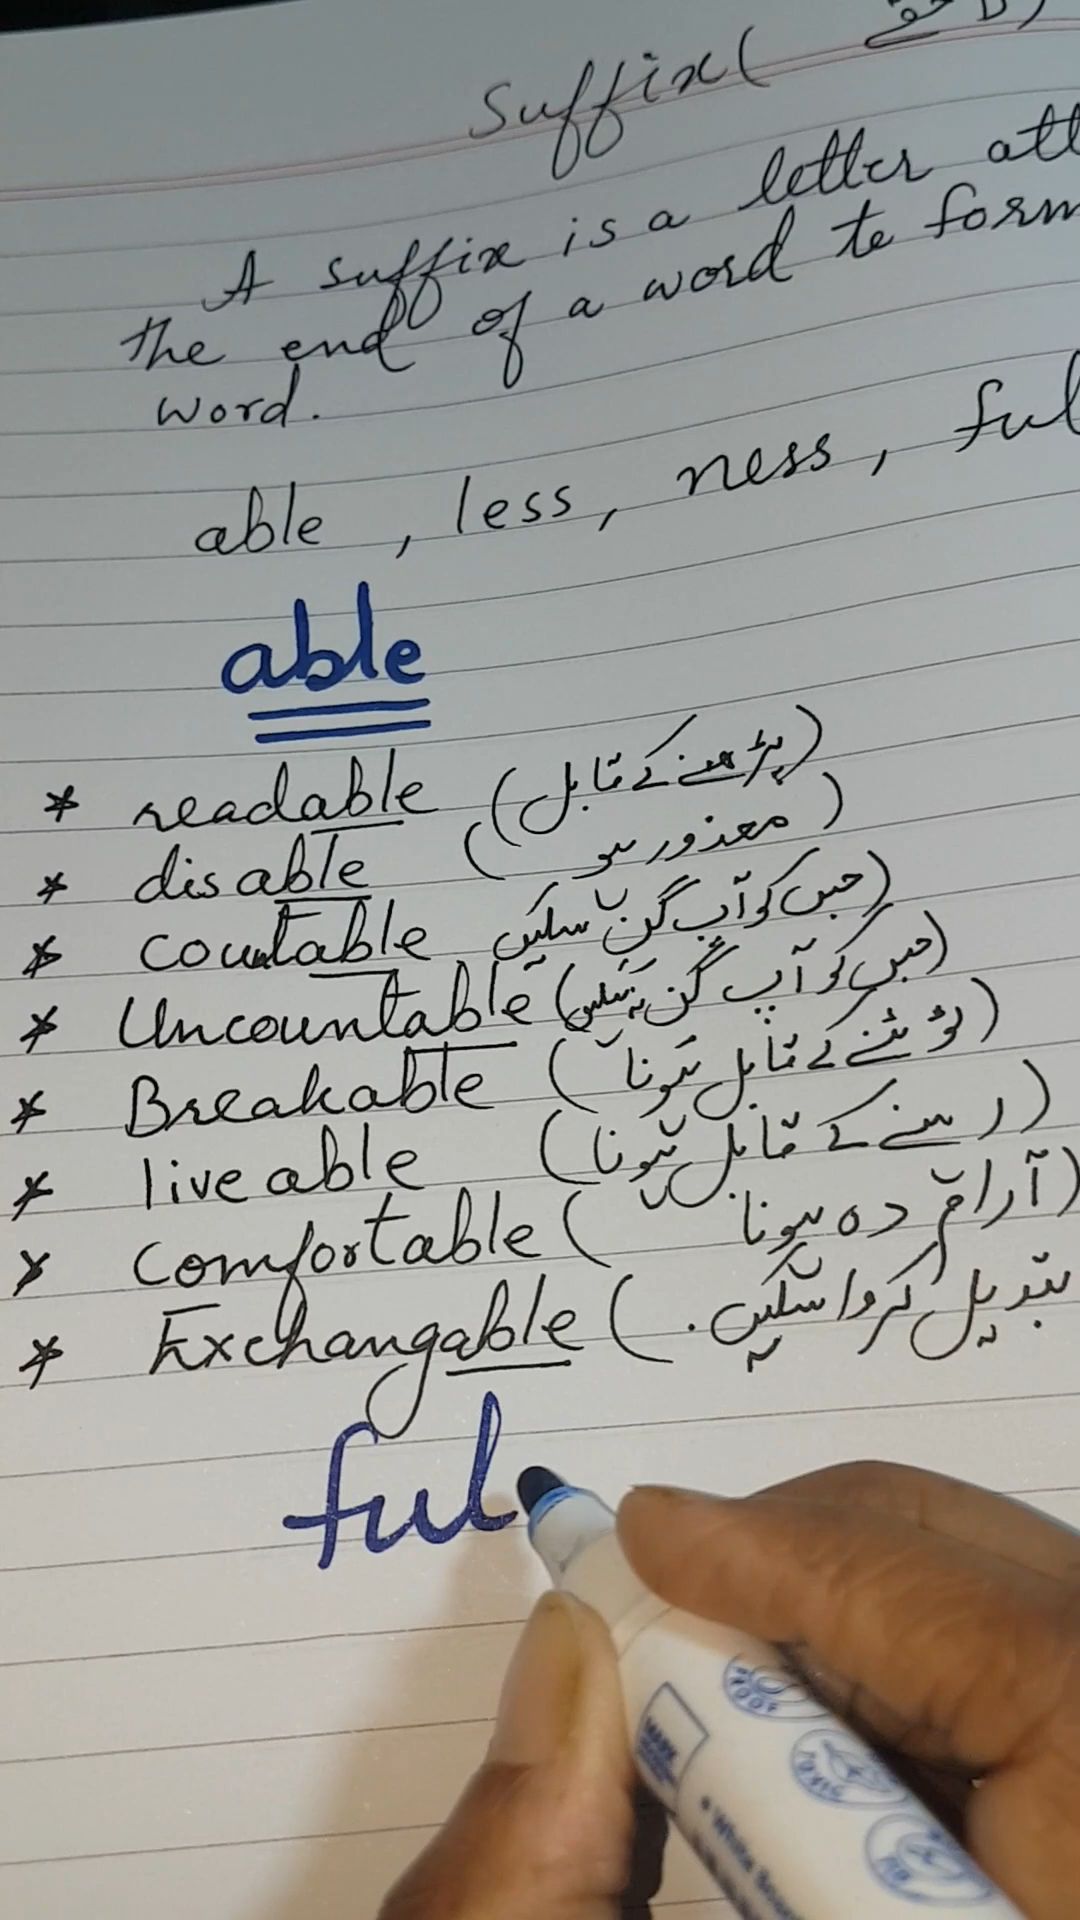 Suffix (
A suffix is a letter att
the end of a word to form
word.
able , less, ness, ful
able
* readable (پڑھنے کے قابل)
* disable (معذور ہو)
* countable جس کو آپ گن سکیں)
* Uncountable (جس کو آپ گن نہ سکیں)
* Breakable (ٹوٹنے کے قابل ہونا)
* liveable (رہنے کے قابل ہونا)
* Comfortable (آرام دہ ہونا)
* Exchangable ( تبدیل کروا سکیں.
ful
PROOF
TOXIC